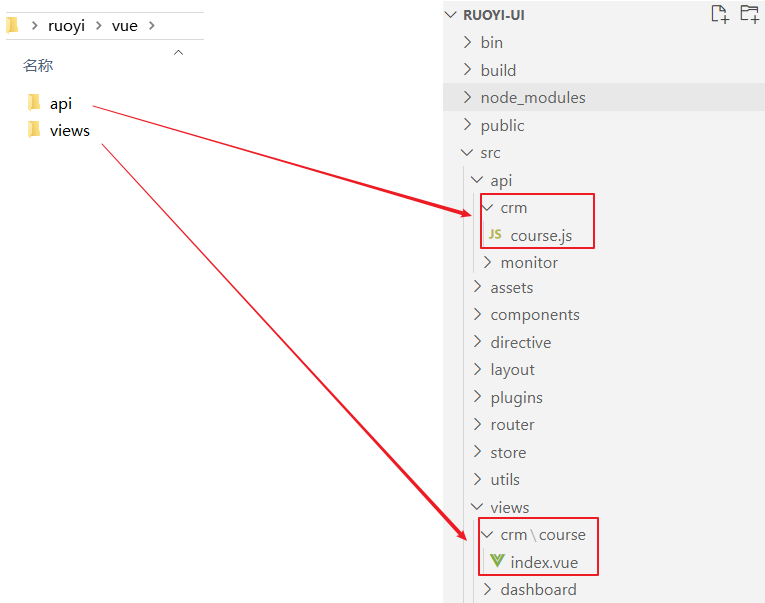 ruoyi > vue >
名称
api
views
RUOYI-UI
bin
build
node_modules
public
src
api
crm
JS course.js
monitor
assets
components
directive
layout
plugins
router
store
utils
views
crm\course
index.vue
dashboard